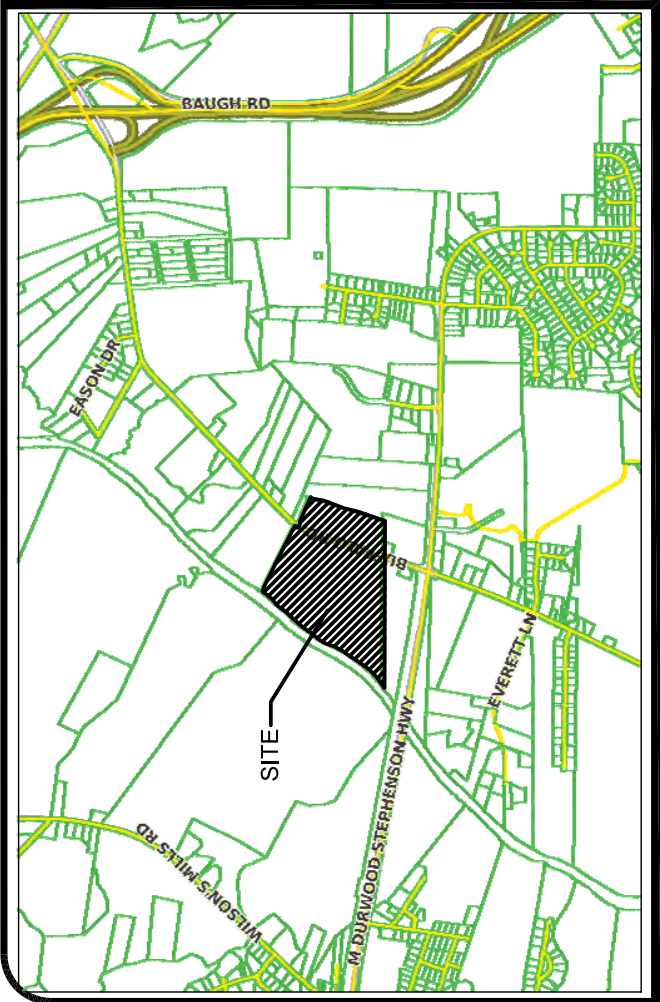 BAUGH RD
EASON DR
EVERETT LN
SITE
M DURWOOD STEPHENSON HWY
WILSON'S MILLS RD